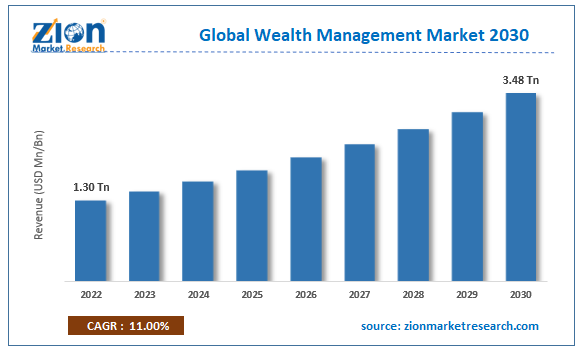 Zion
Market.Research
Global Wealth Management Market 2030
3.48 Tn
1.30 Tn
Revenue (USD Mn/Bn)
2022 2023 2024 2025 2026 2027 2028 2029 2030
CAGR : 11.00%
source: zionmarketresearch.com